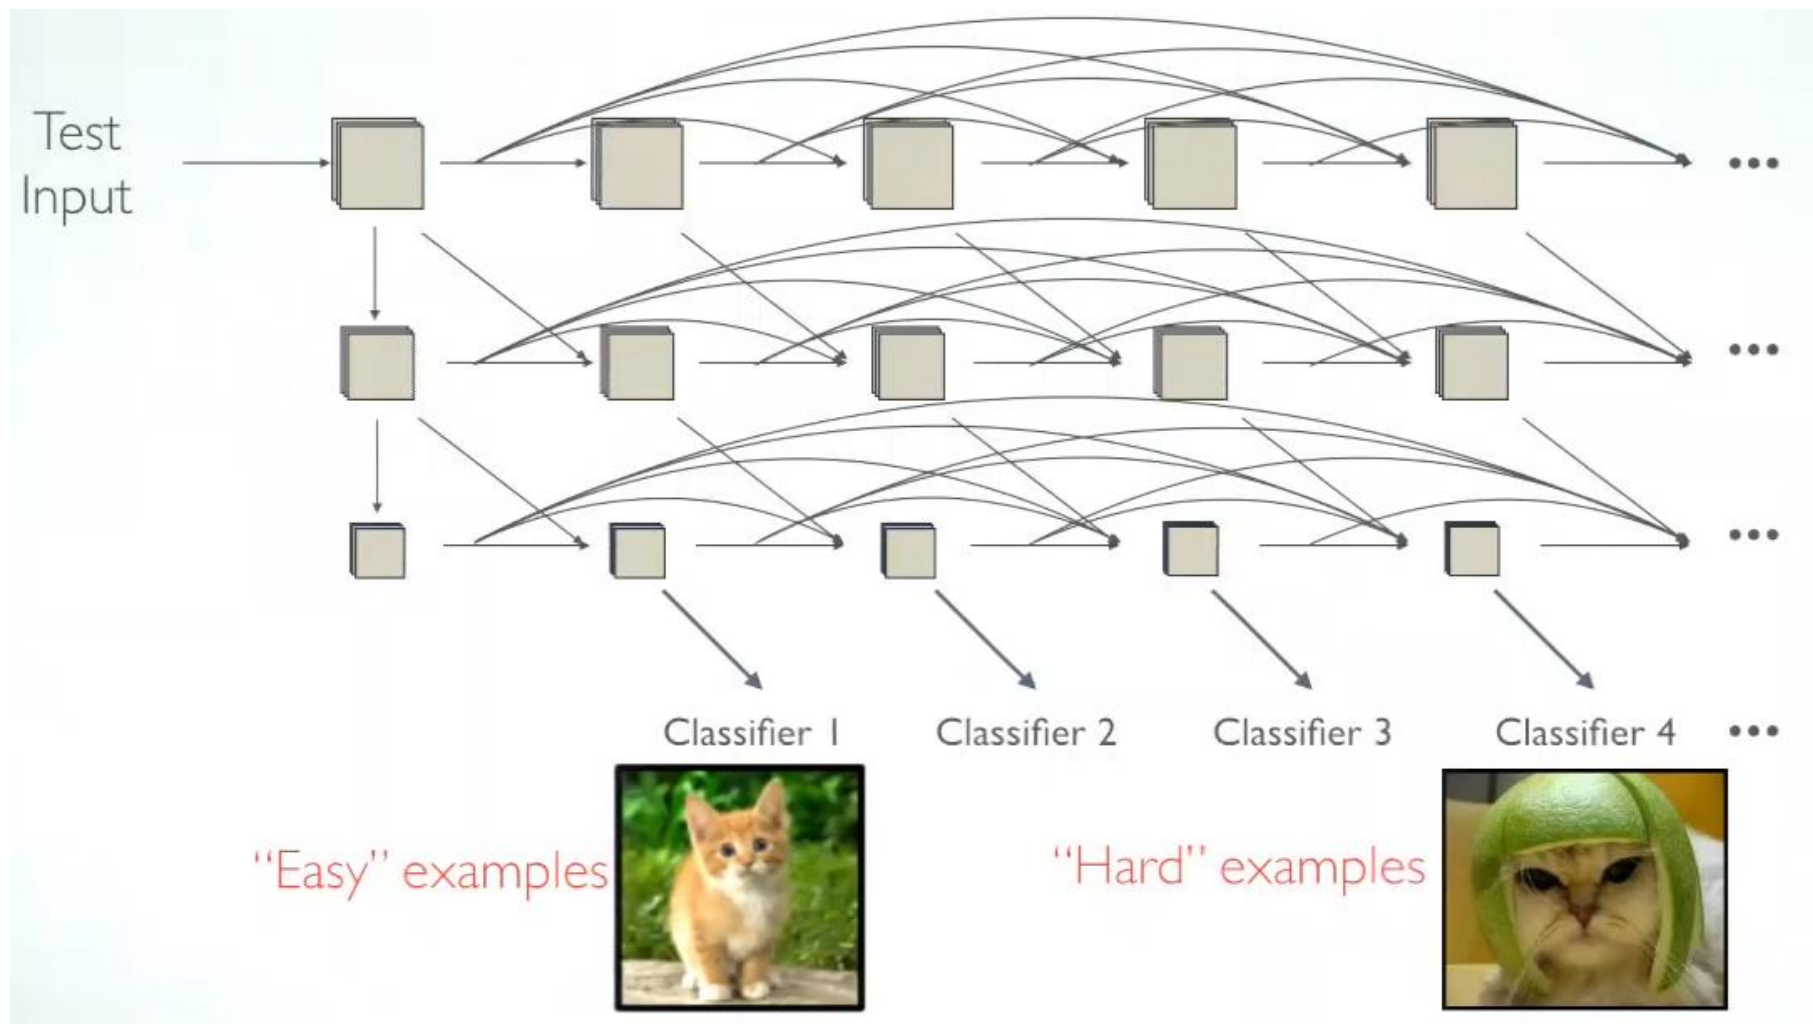 Test
Input
•••
•••
•••
Classifier 1
Classifier 2
Classifier 3
Classifier 4
•••
“Easy” examples
“Hard” examples